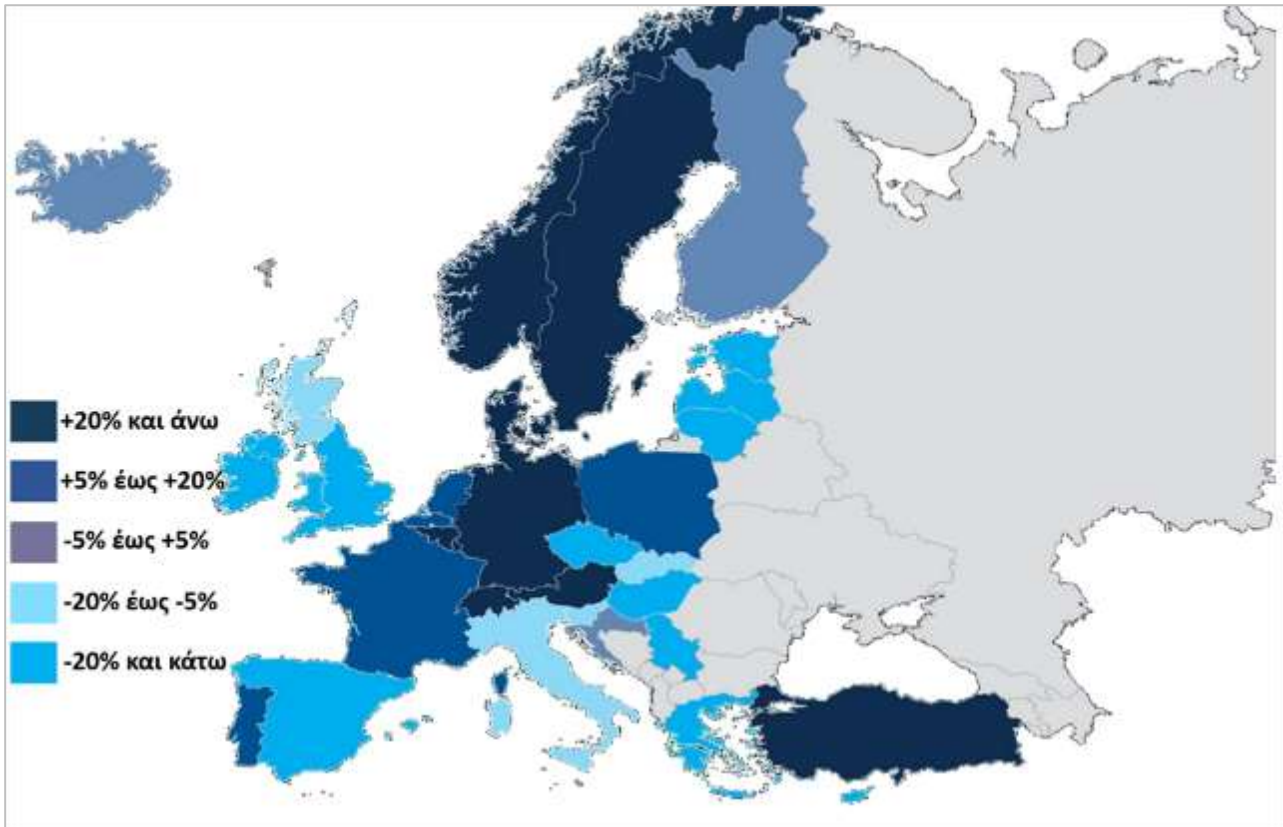 +20% και άνω
+5% έως +20%
-5% έως +5%
-20% έως -5%
-20% και κάτω